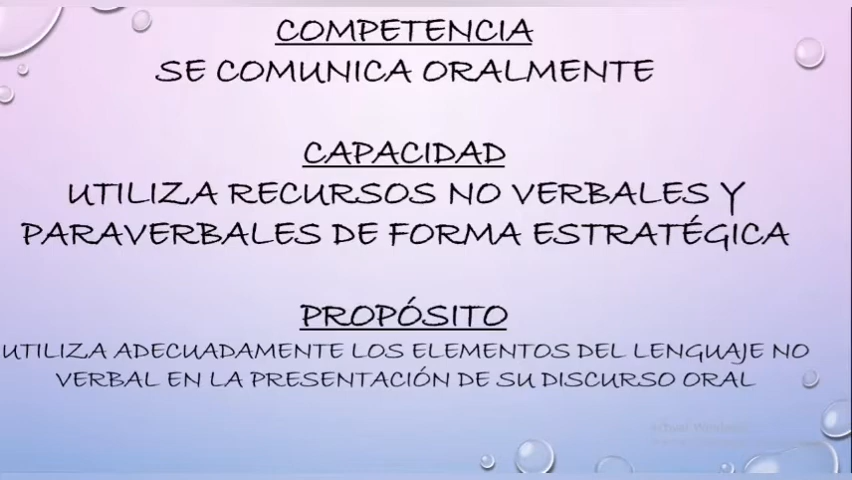 COMPETENCIA
SE COMUNICA ORALMENTE
CAPACIDAD
UTILIZA RECURSOS NO VERBALES Y
PARAVERBALES DE FORMA ESTRATÉGICA
PROPÓSITO
UTILIZA ADECUADAMENTE LOS ELEMENTOS DEL LENGUAJE NO
VERBAL EN LA PRESENTACIÓN DE SU DISCURSO ORAL